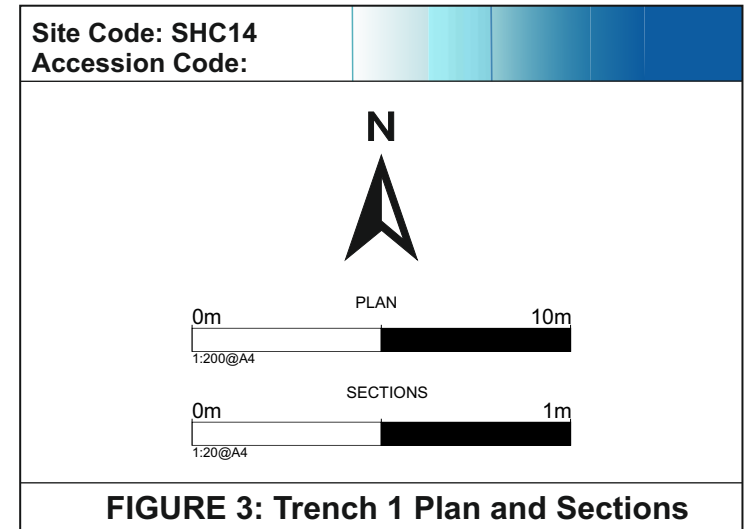 Site Code: SHC14
Accession Code:
N
PLAN
0m 10m
1:200@A4
SECTIONS
0m 1m
1:20@A4
FIGURE 3: Trench 1 Plan and Sections